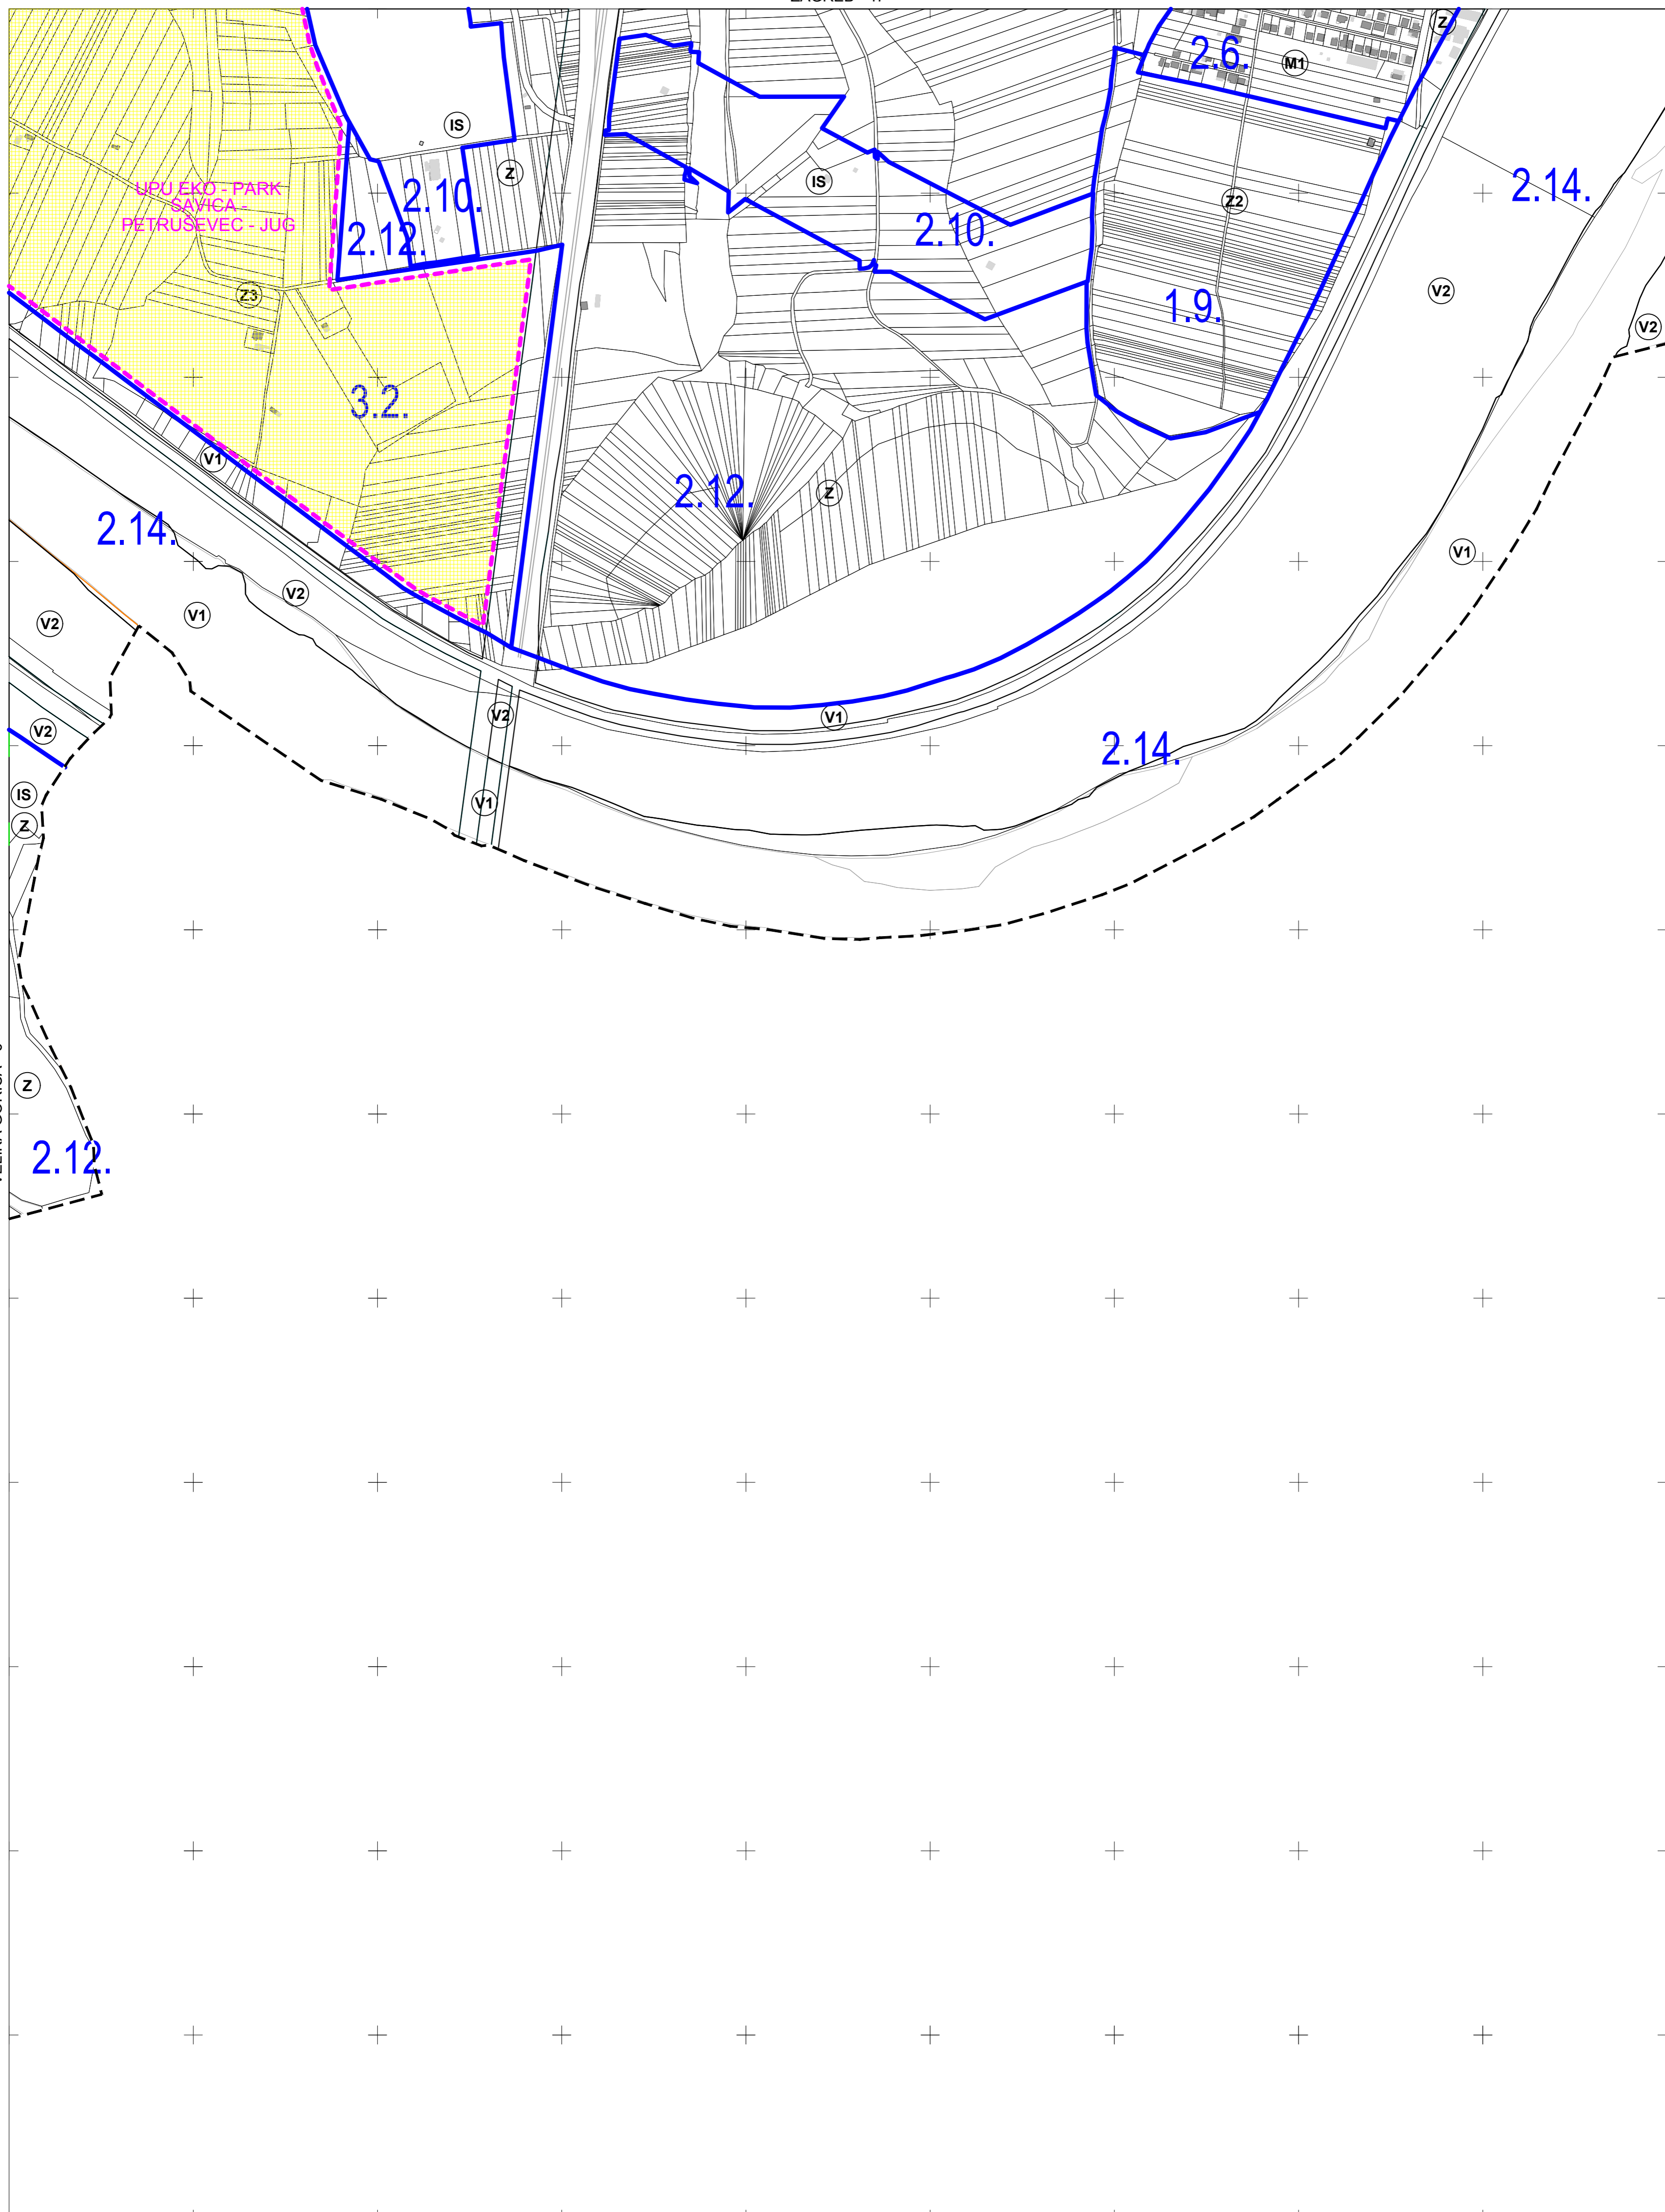 Z
2.6.
M1
IS
2.10.
Z
IS
UPU EKO - PARK
SAVICA -
PETRUŠEVEC - JUG
2.12.
2.14.
Z2
2.10.
Z3
V2
1.9.
V2
3.2.
V1
2.12.
Z
2.14.
V1
V2
V1
V2
V2
V1
V2
2.14.
IS
V1
Z
Z
2.12.